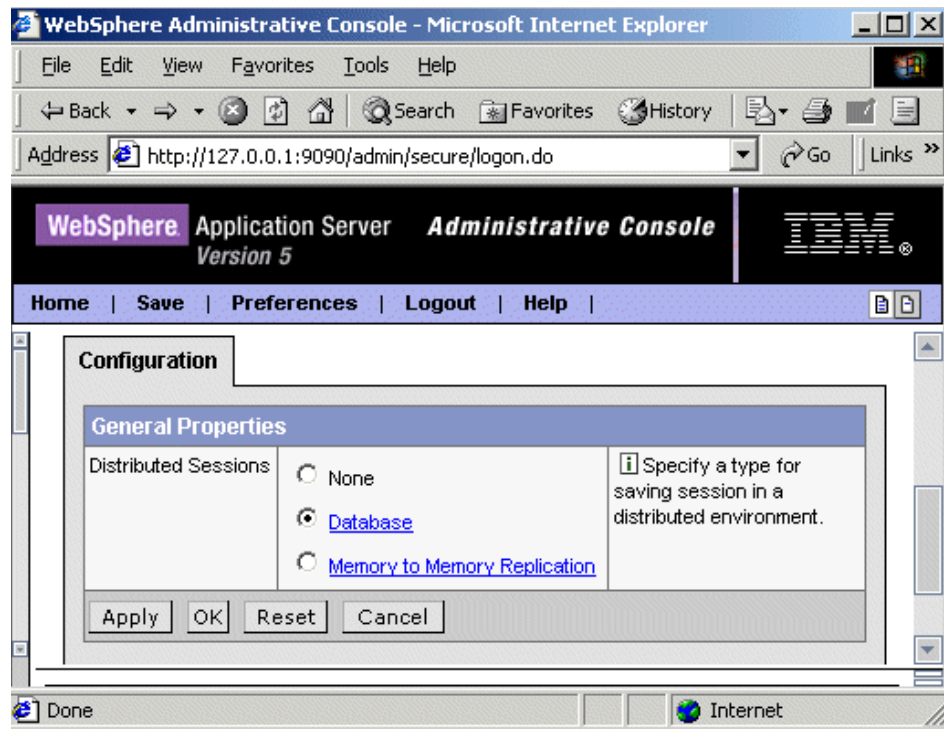 WebSphere Administrative Console - Microsoft Internet Explorer
File Edit View Favorites Tools Help
Back Search Favorites History
Address http://127.0.0.1:9090/admin/secure/logon.do Go Links »
WebSphere. Application Server Administrative Console IBM®
Version 5
Home | Save | Preferences | Logout | Help |
Configuration
General Properties
Distributed Sessions
None
Database
Memory to Memory Replication
i Specify a type for
saving session in a
distributed environment.
Apply OK Reset Cancel
Done Internet